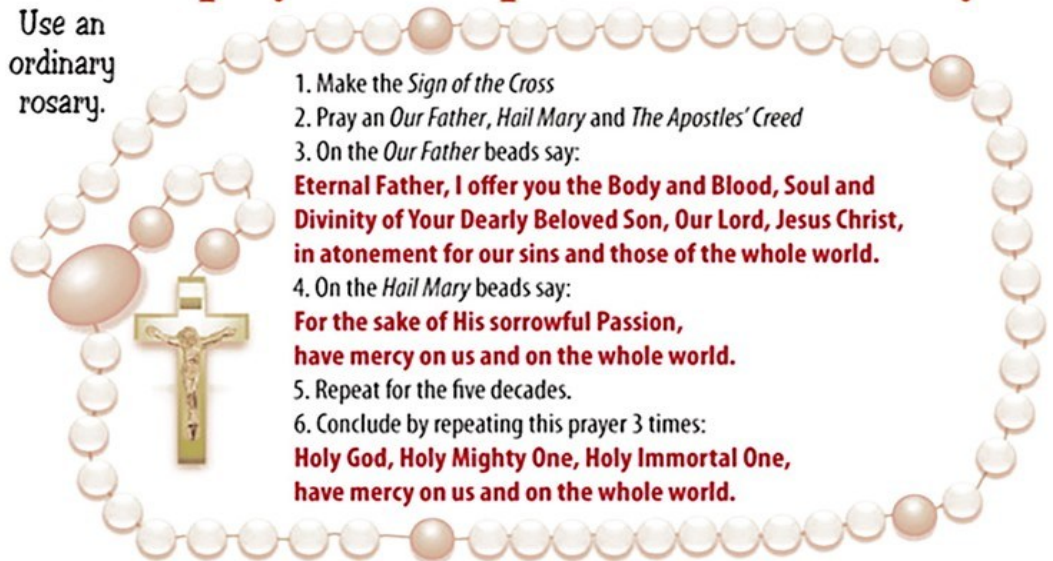 Use an
ordinary
rosary.
1. Make the Sign of the Cross
2. Pray an Our Father, Hail Mary and The Apostles' Creed
3. On the Our Father beads say:
Eternal Father, I offer you the Body and Blood, Soul and
Divinity of Your Dearly Beloved Son, Our Lord, Jesus Christ,
in atonement for our sins and those of the whole world.
4. On the Hail Mary beads say:
For the sake of His sorrowful Passion,
have mercy on us and on the whole world.
5. Repeat for the five decades.
6. Conclude by repeating this prayer 3 times:
Holy God, Holy Mighty One, Holy Immortal One,
have mercy on us and on the whole world.